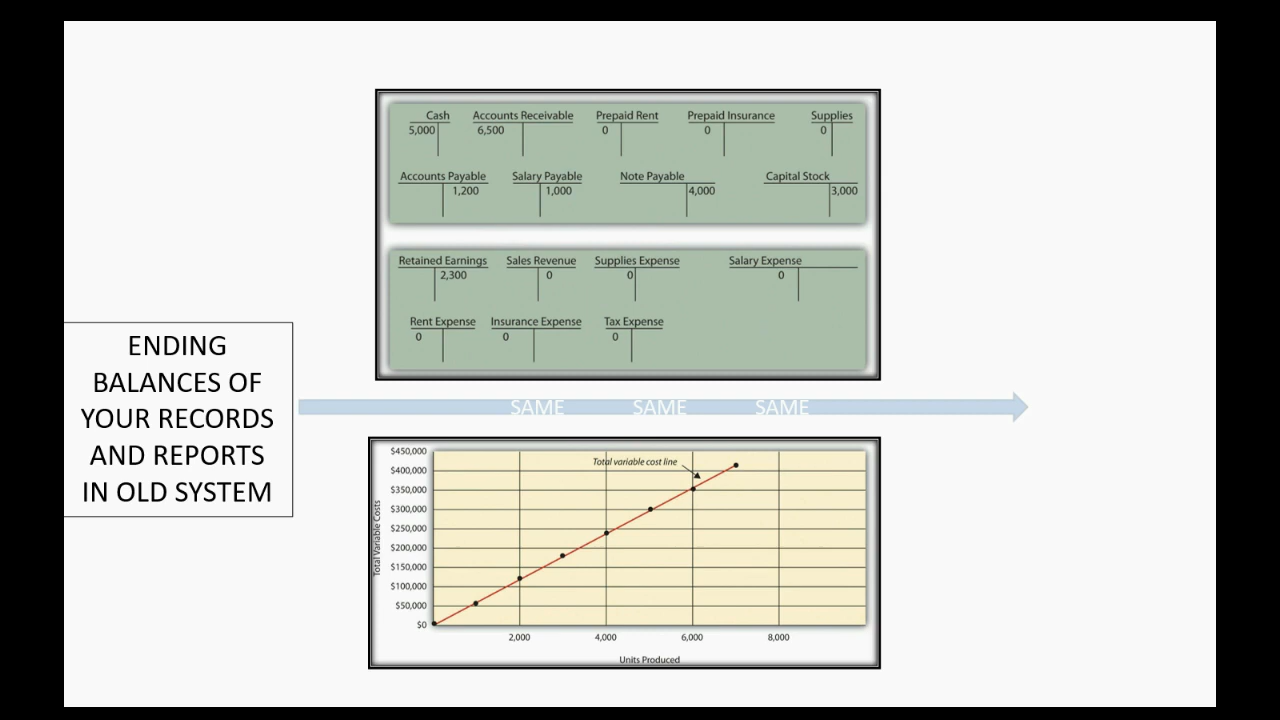 Cash Accounts Receivable Prepaid Rent Prepaid Insurance Supplies
5,000 6,500 0 0 0
Accounts Payable Salary Payable Note Payable Capital Stock
1,200 1,000 4,000 3,000
Retained Earnings Sales Revenue Supplies Expense Salary Expense
2,300 0 0 0
Rent Expense Insurance Expense Tax Expense
0 0 0
ENDING
BALANCES OF
YOUR RECORDS
AND REPORTS
IN OLD SYSTEM
SAME SAME SAME
Total Variable Costs
$450,000
$400,000
$350,000
$300,000
$250,000
$200,000
$150,000
$100,000
$50,000
$0
Total variable cost line
2,000 4,000 6,000 8,000
Units Produced